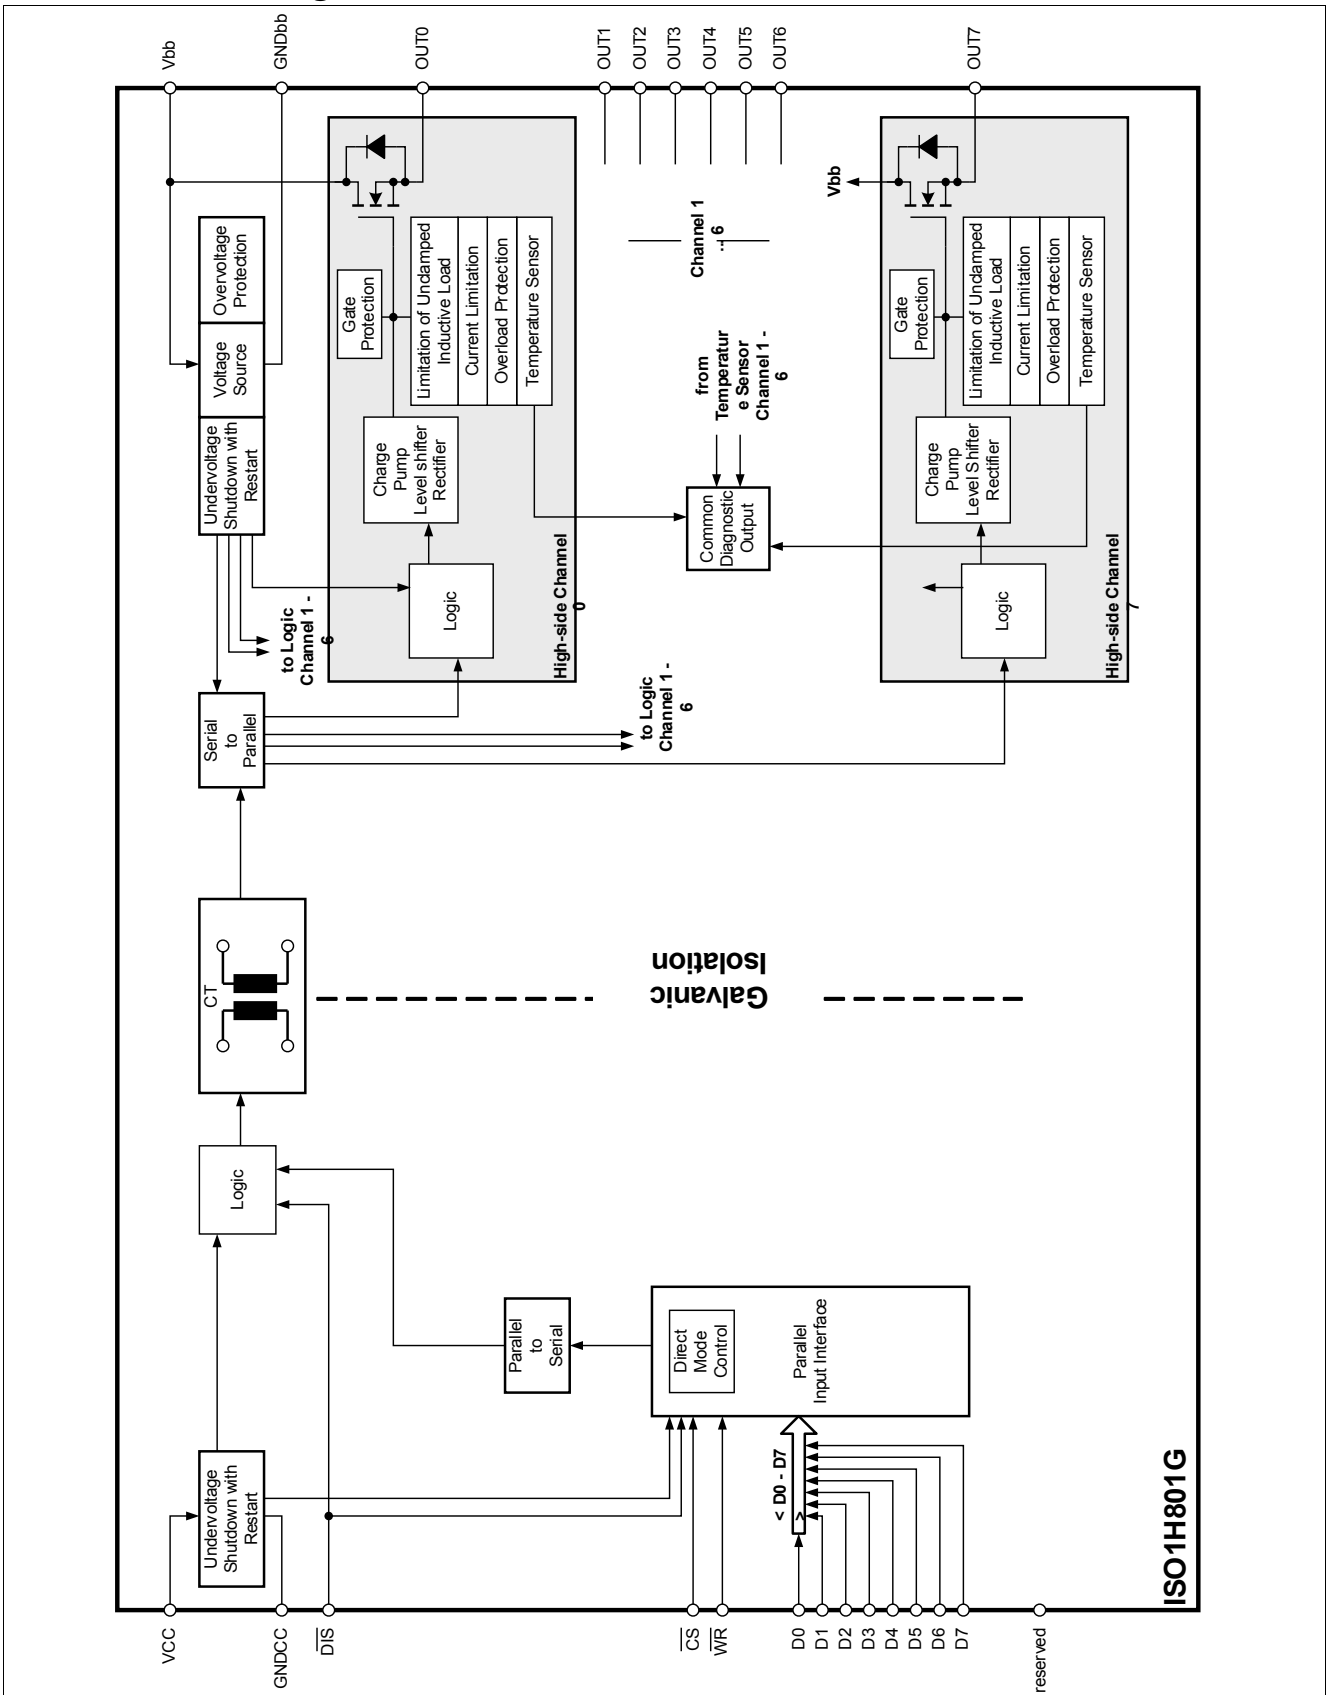 VCC
GNDCC
DIS
CS
WR
D0
D1
D2
D3
D4
D5
D6
D7
reserved
Undervoltage
Shutdown with
Restart
< D0 - D7
>
Direct
Mode
Control
Parallel
Input Interface
Parallel
to
Serial
Logic
CT
Galvanic
Isolation
Serial
to
Parallel
to Logic
Channel 1 -
6
to Logic
Channel 1 -
6
Undervoltage
Shutdown with
Restart
Voltage
Source
Overvoltage
Protection
Logic
Charge
Pump
Level shifter
Rectifier
Gate
Protection
Limitation of Undamped
Inductive Load
Current Limitation
Overload Protection
Temperature Sensor
High-side Channel
0
Common
Diagnostic
Output
from
Temperatur
e Sensor
Channel 1 -
6
Channel 1
...
6
Logic
Charge
Pump
Level Shifter
Rectifier
Gate
Protection
Limitation of Undamped
Inductive Load
Current Limitation
Overload Protection
Temperature Sensor
High-side Channel
7
Vbb
Vbb
GNDbb
OUT0
OUT1
OUT2
OUT3
OUT4
OUT5
OUT6
OUT7
ISO1H801G